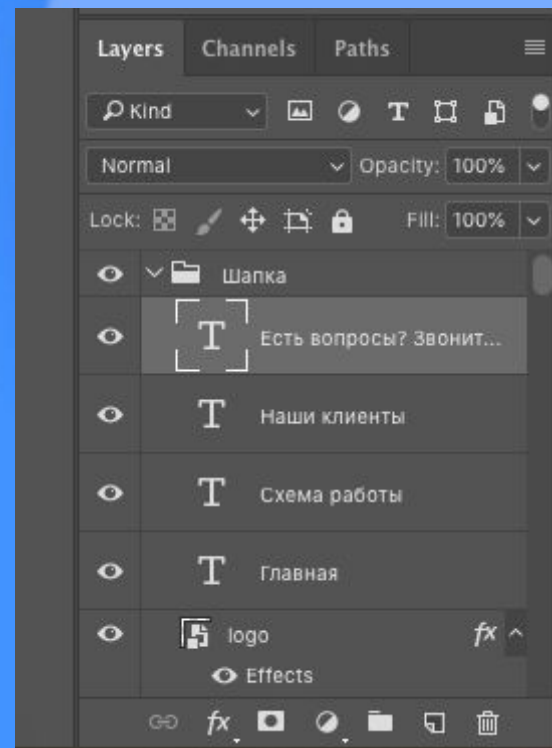 Layers Channels Paths
Kind
Normal Opacity: 100%
Lock: Fill: 100%
Шапка
Есть вопросы? Звонит...
Наши клиенты
Схема работы
Главная
logo fx
Effects
fx